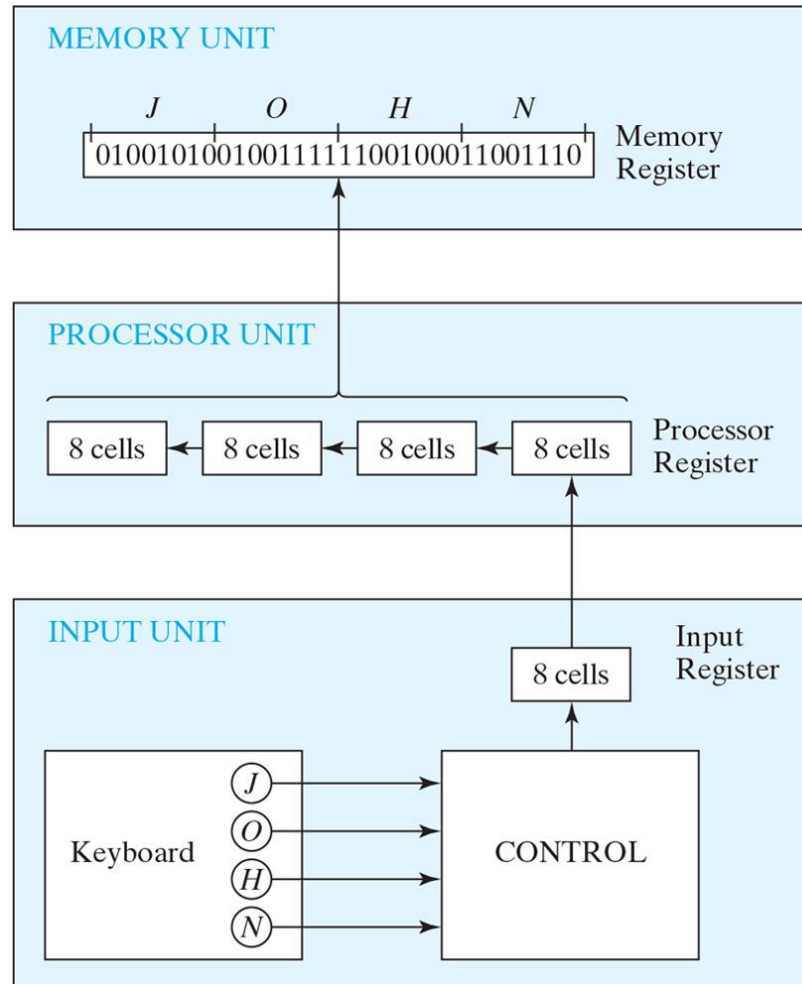 MEMORY UNIT
J O H N
01001010010011111100100011001110
Memory
Register
PROCESSOR UNIT
8 cells 8 cells 8 cells 8 cells
Processor
Register
INPUT UNIT
Input
Register
8 cells
J
O
Keyboard
CONTROL
H
N